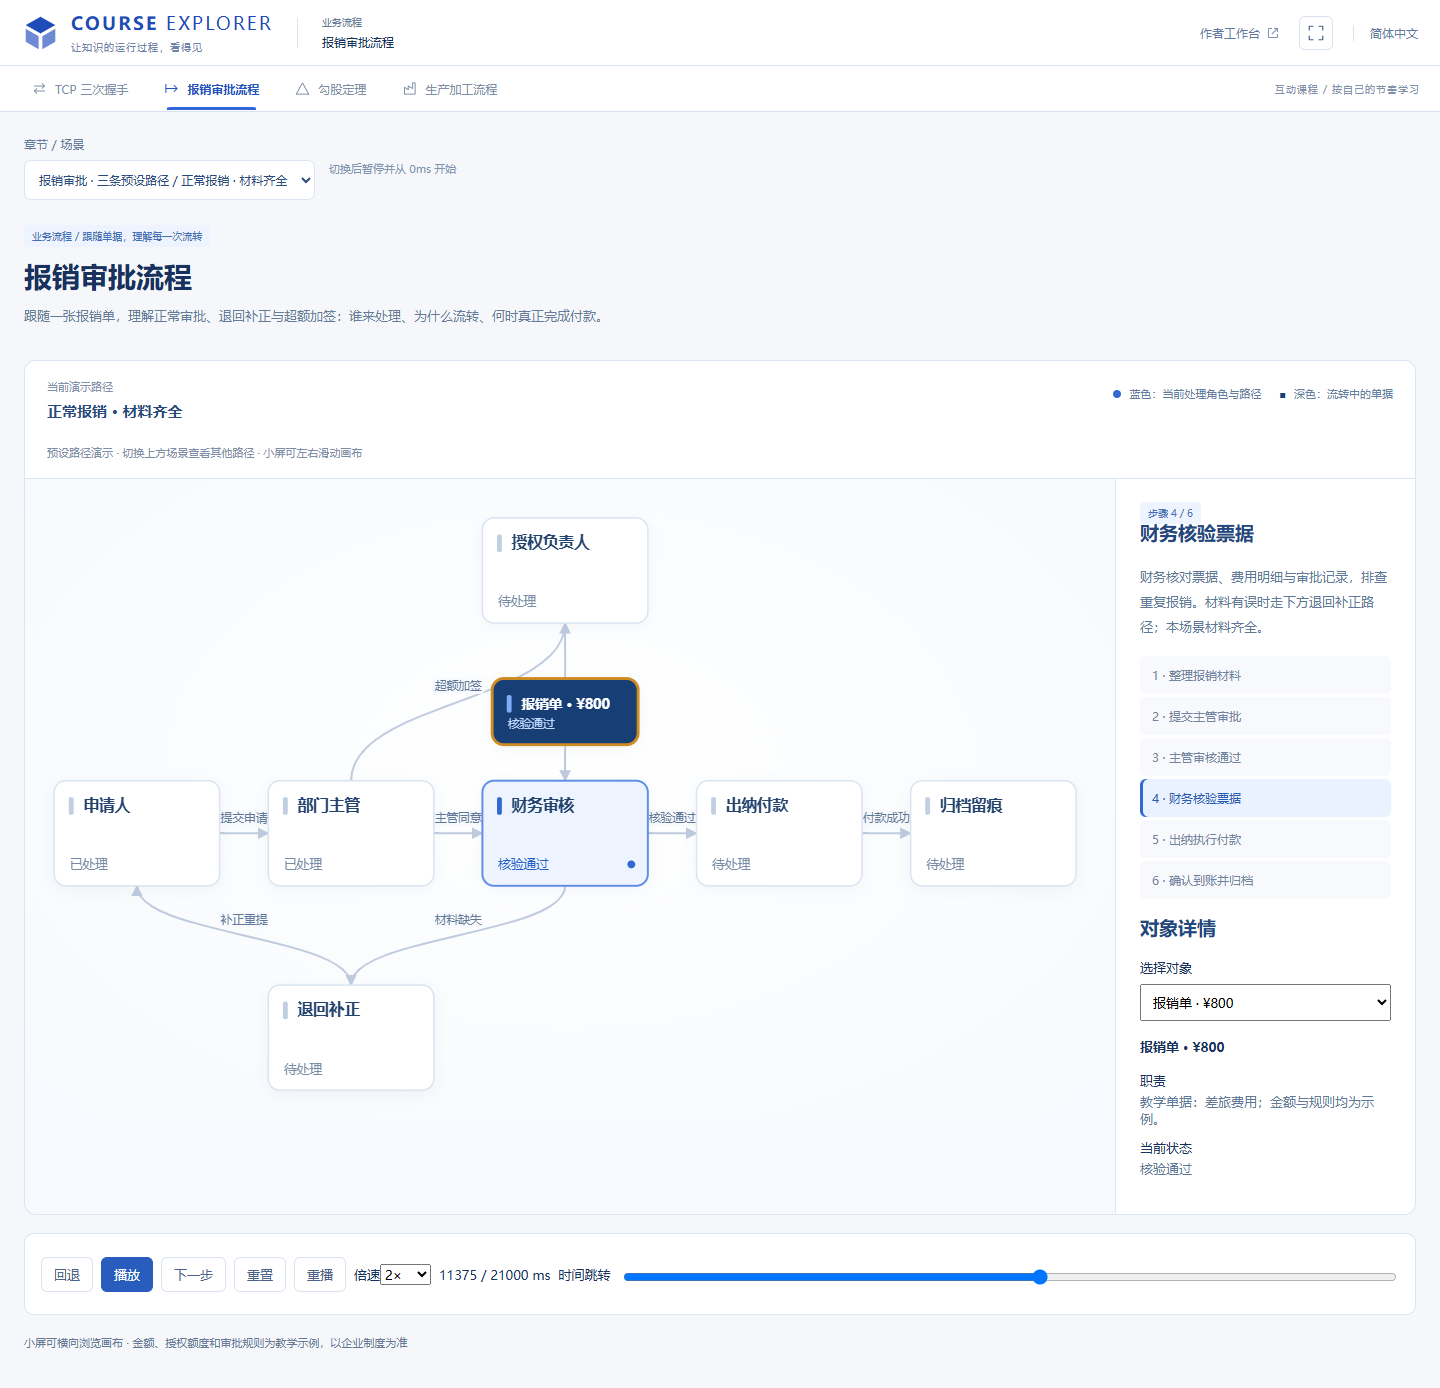 COURSE EXPLORER
让知识的运行过程，看得见
业务流程
报销审批流程
作者工作台
简体中文
TCP 三次握手
报销审批流程
勾股定理
生产加工流程
互动课程 / 按自己的节奏学习
章节 / 场景
报销审批 · 三条预设路径 / 正常报销 · 材料齐全
切换后暂停并从 0ms 开始
业务流程 / 跟随单据，理解每一次流转
报销审批流程
跟随一张报销单，理解正常审批、退回补正与超额加签：谁来处理、为什么流转、何时真正完成付款。
当前演示路径
正常报销 • 材料齐全
蓝色：当前处理角色与路径
深色：流转中的单据
预设路径演示 · 切换上方场景查看其他路径 · 小屏可左右滑动画布
授权负责人
待处理
超额加签
报销单 • ¥800
核验通过
申请人
已处理
提交申请
部门主管
已处理
主管同意
财务审核
核验通过
核验通过
出纳付款
待处理
付款成功
归档留痕
待处理
补正重提
材料缺失
退回补正
待处理
步骤 4 / 6
财务核验票据
财务核对票据、费用明细与审批记录，排查
重复报销。材料有误时走下方退回补正路
径；本场景材料齐全。
1 · 整理报销材料
2 · 提交主管审批
3 · 主管审核通过
4 · 财务核验票据
5 · 出纳执行付款
6 · 确认到账并归档
对象详情
选择对象
报销单 · ¥800
报销单 • ¥800
职责
教学单据：差旅费用；金额与规则均为示
例。
当前状态
核验通过
回退
播放
下一步
重置
重播
倍速 2×
11375 / 21000 ms
时间跳转
小屏可横向浏览画布 · 金额、授权额度和审批规则为教学示例，以企业制度为准